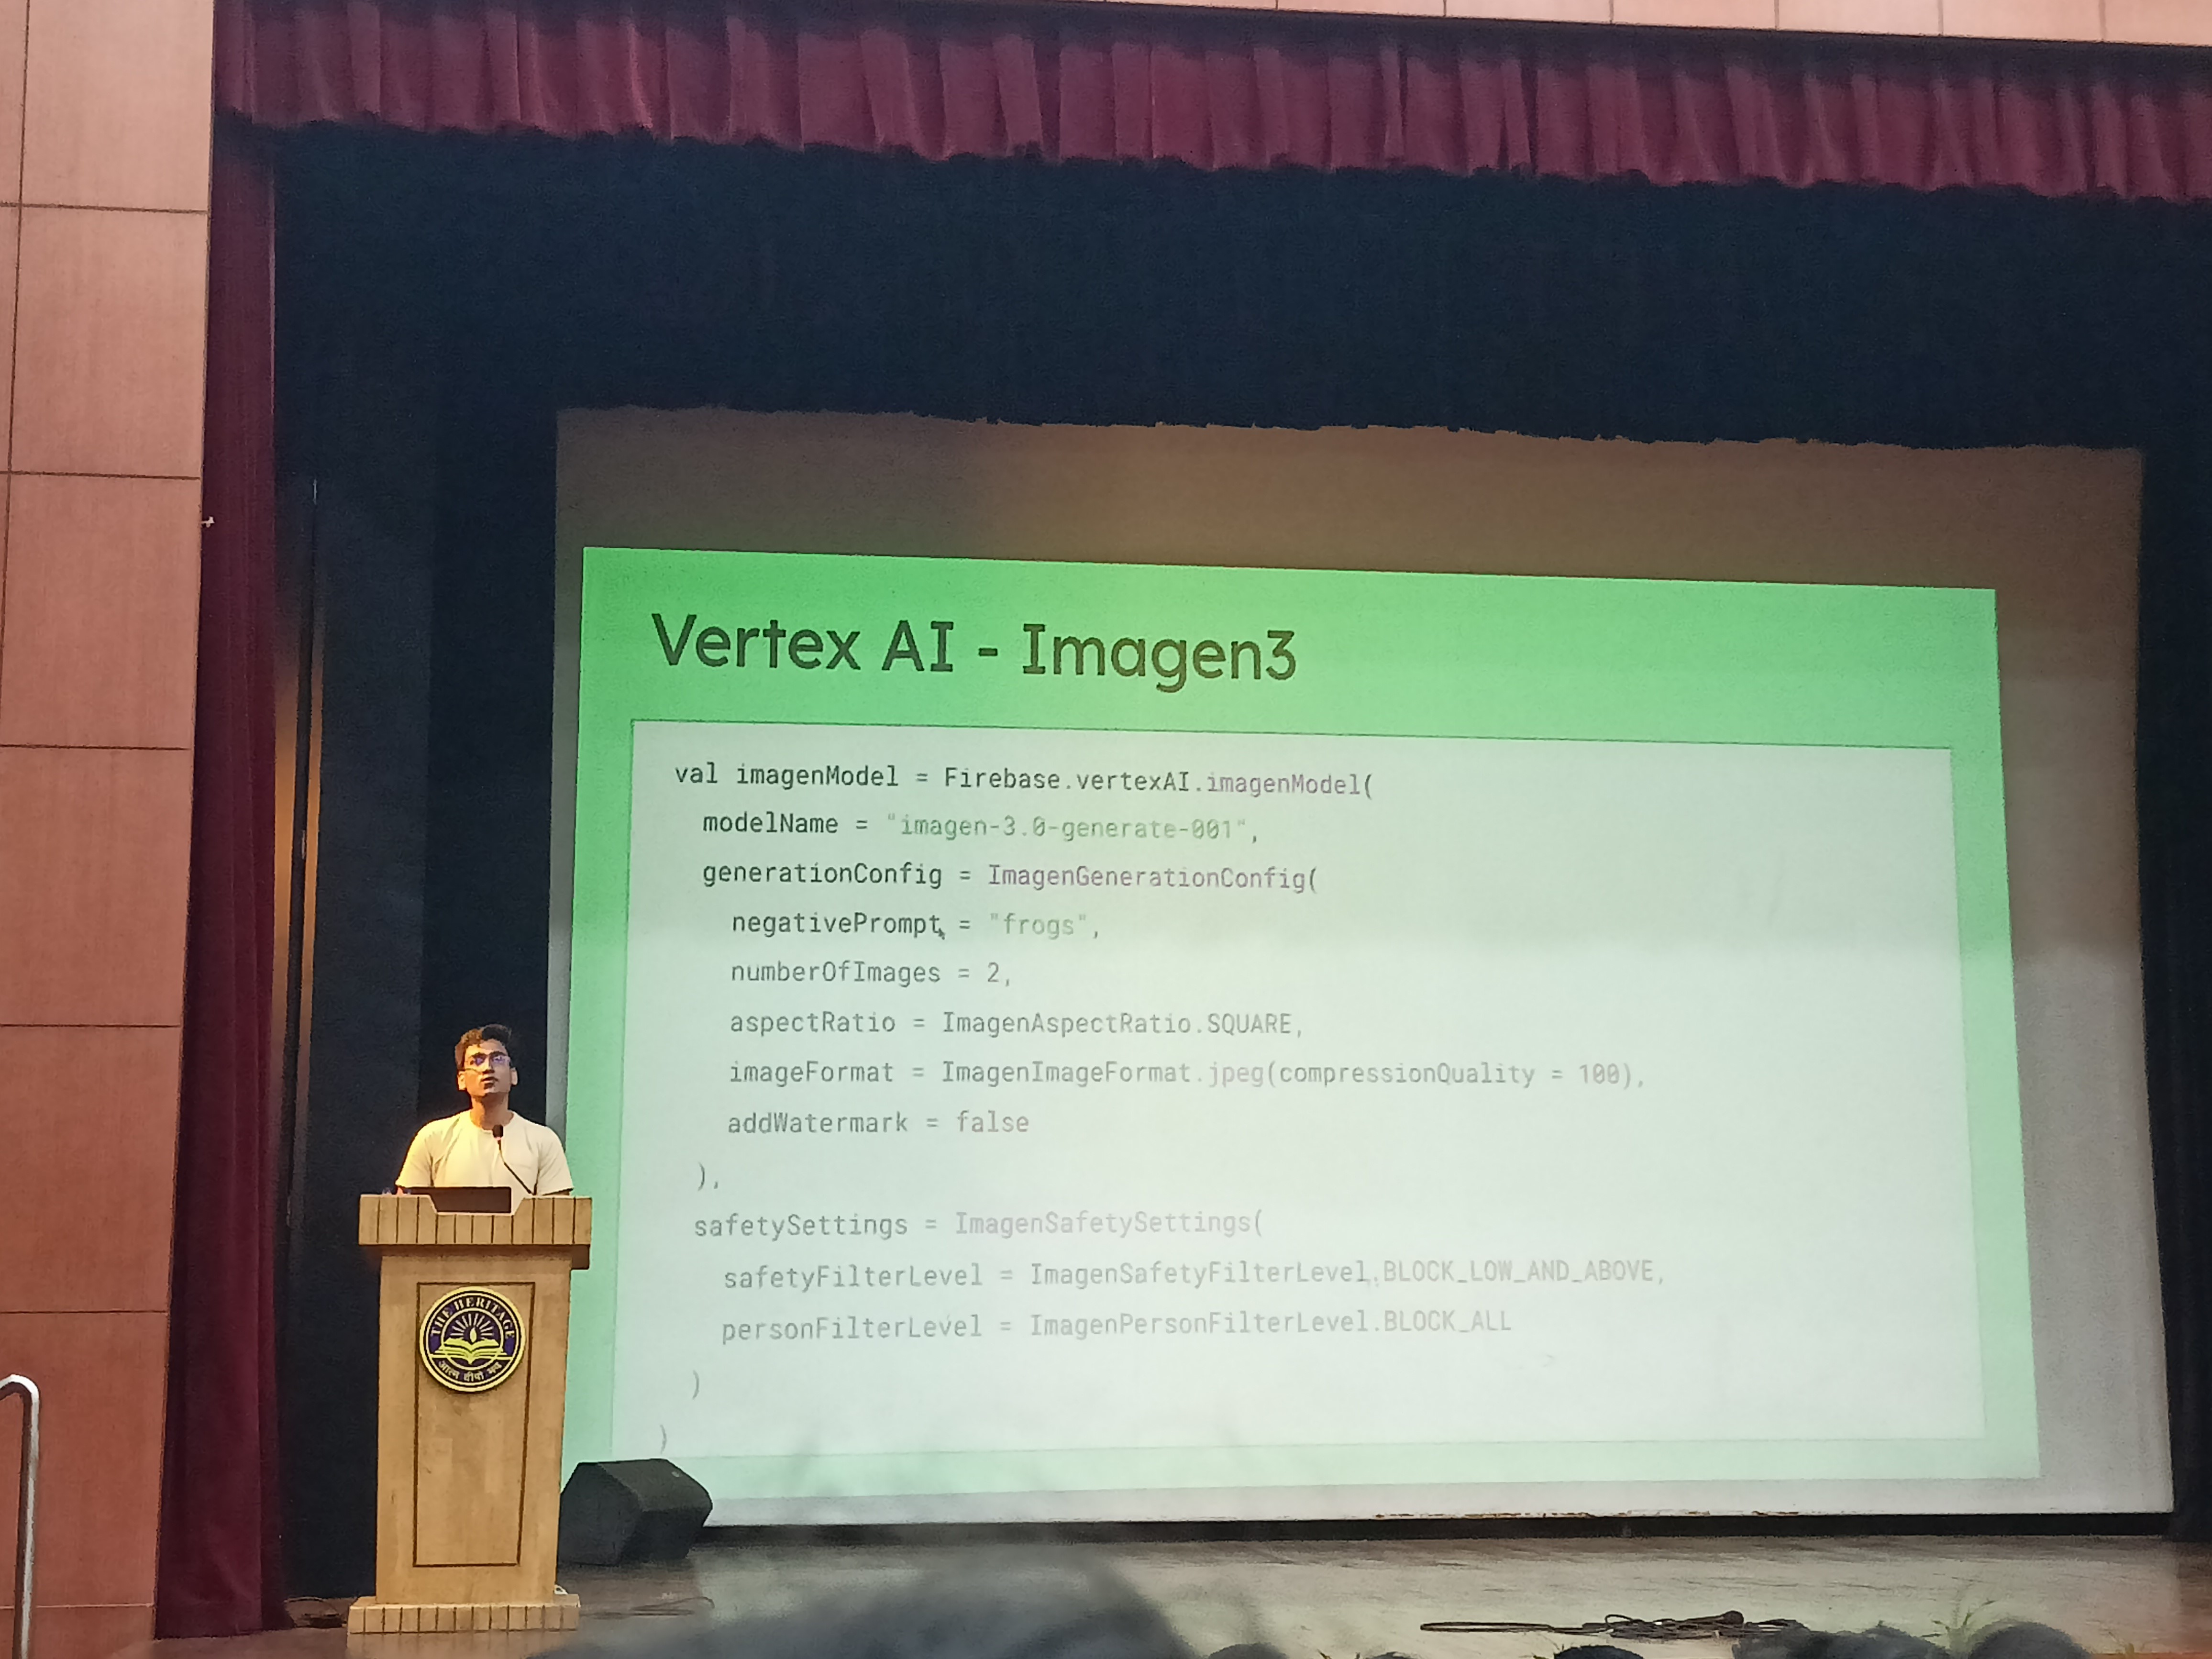 Vertex AI - Imagen3
val imagenModel = Firebase.vertexAI.imagenModel(
modelName = "imagen-3.0-generate-001",
generationConfig = ImagenGenerationConfig(
negativePrompt = "frogs",
numberOfImages = 2,
aspectRatio = ImagenAspectRatio.SQUARE,
imageFormat = ImagenImageFormat.jpeg(compressionQuality = 100),
addWatermark = false
),
safetySettings = ImagenSafetySettings(
safetyFilterLevel = ImagenSafetyFilterLevel.BLOCK_LOW_AND_ABOVE,
personFilterLevel = ImagenPersonFilterLevel.BLOCK_ALL
)
)
THE HERITAGE
आत्म दीपो भव